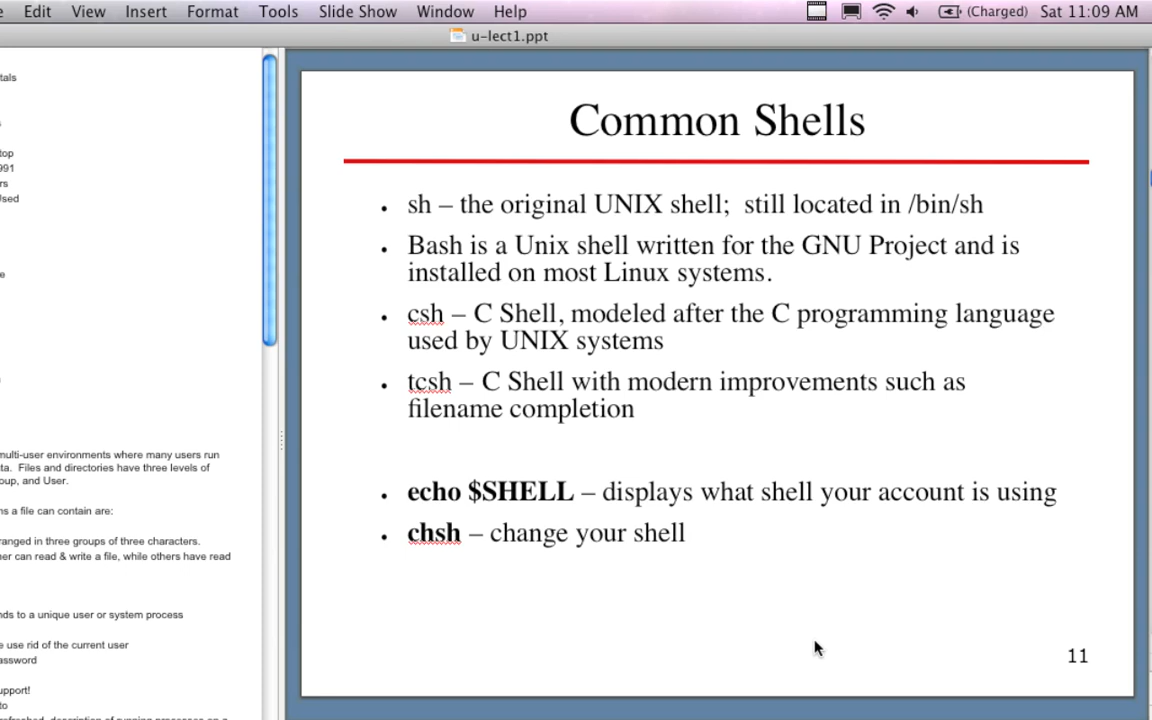 Edit View Insert Format Tools Slide Show Window Help (Charged) Sat 11:09 AM
u-lect1.ppt
tals
top
991
rs
Used
e
multi-user environments where many users run
ta. Files and directories have three levels of
oup, and User.
ns a file can contain are:
ranged in three groups of three characters.
ner can read & write a file, while others have read
nds to a unique user or system process
e use rid of the current user
assword
upport!
to
Common Shells
• sh – the original UNIX shell; still located in /bin/sh
• Bash is a Unix shell written for the GNU Project and is
installed on most Linux systems.
• csh – C Shell, modeled after the C programming language
used by UNIX systems
• tcsh – C Shell with modern improvements such as
filename completion
• echo $SHELL – displays what shell your account is using
• chsh – change your shell
11